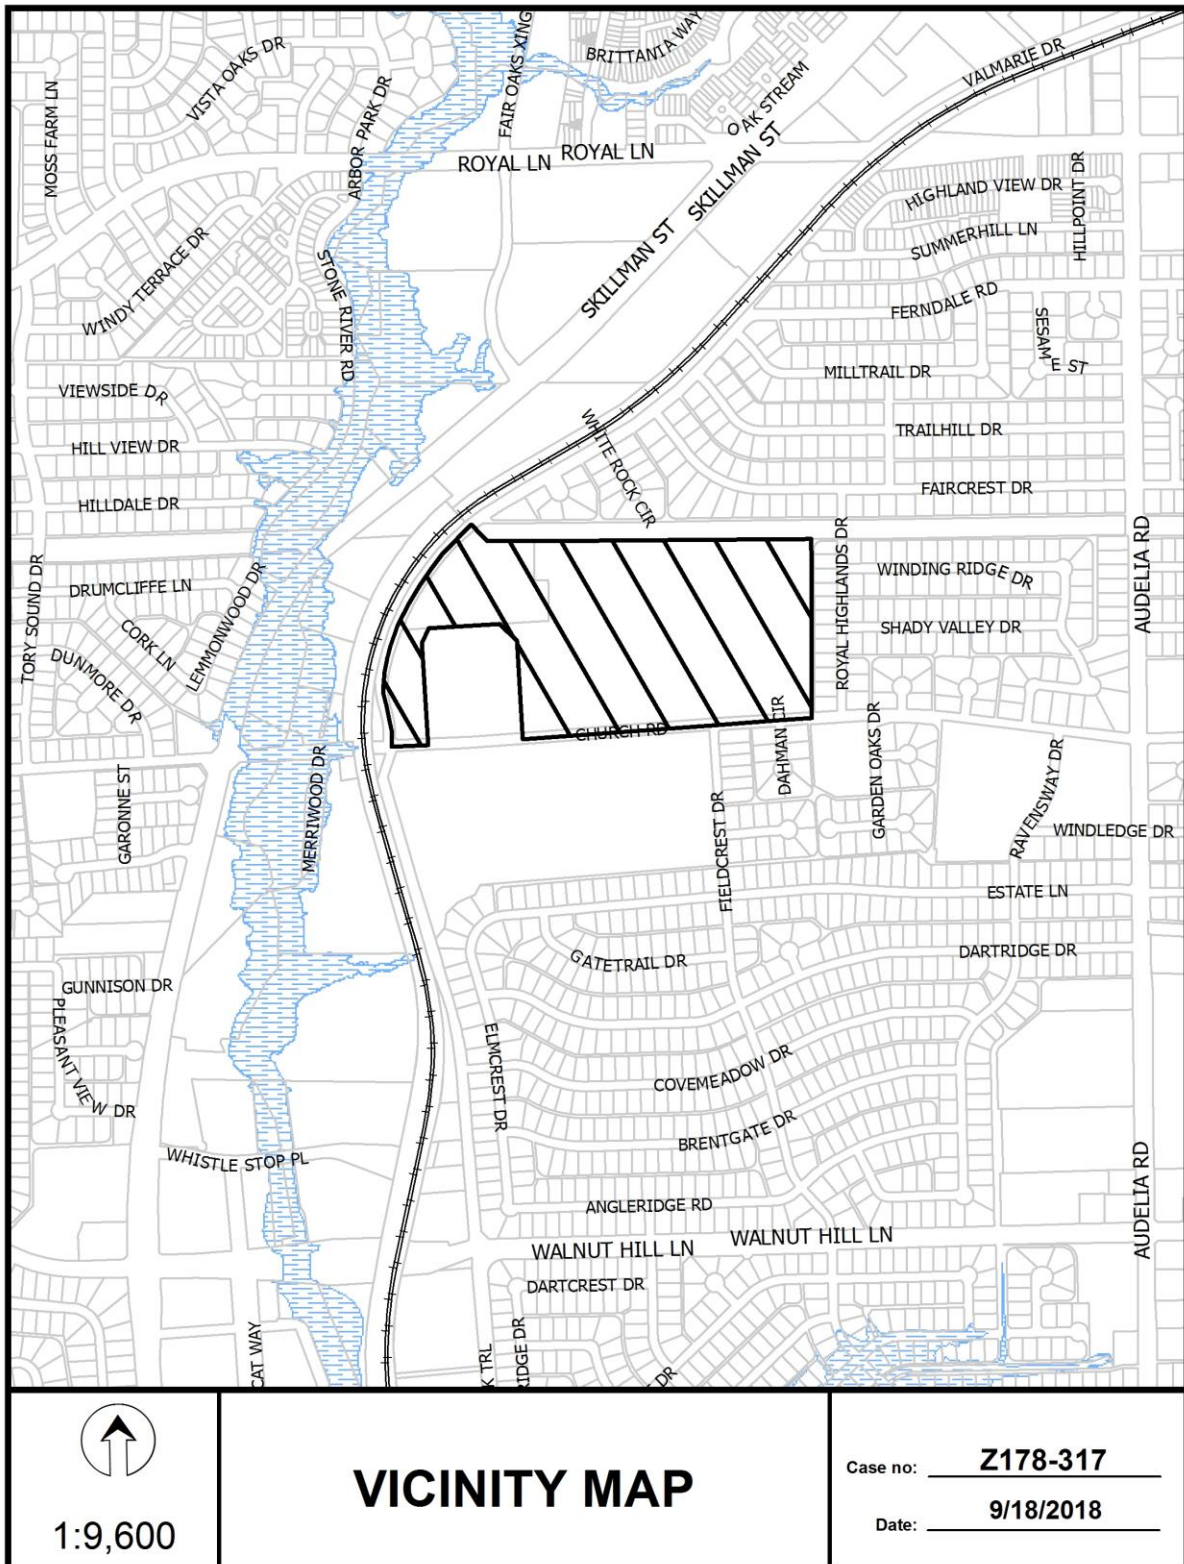 BRITTANIA WAY
VISTA OAKS DR
FAIR OAKS XING
VALMARIE DR
MOSS FARM LN
ARBOR PARK DR
OAK STREAM
ROYAL LN
ROYAL LN
SKILLMAN ST
HIGHLAND VIEW DR
HILLPOINT DR
SUMMERHILL LN
WINDY TERRACE DR
STONE RIVER RD
SKILLMAN ST
FERNDALE RD
SESAME ST
VIEWSIDE DR
MILLTRAIL DR
HILL VIEW DR
WHITE ROCK CIR
TRAILHILL DR
HILLDALE DR
FAIRCREST DR
TORY SOUND DR
DRUMCLIFFE LN
LEMMONWOOD DR
ROYAL HIGHLANDS DR
WINDING RIDGE DR
AUDELIA RD
CORK LN
SHADY VALLEY DR
DUNMORE DR
CHURCH RD
DAHMAN CIR
GARDEN OAKS DR
GARONNE ST
MERRIWOOD DR
FIELDCREST DR
RAVENSWAY DR
WINDLEDGE DR
ESTATE LN
GATETRAIL DR
DARTRIDGE DR
GUNNISON DR
PLEASANT VIEW DR
ELMCREST DR
COVEMEADOW DR
BRENTGATE DR
WHISTLE STOP PL
ANGLERIDGE RD
AUDELIA RD
WALNUT HILL LN
WALNUT HILL LN
DARTCREST DR
CAT WAY
K TRL
RIDGE DR
DR
1:9,600
VICINITY MAP
Case no: Z178-317
Date: 9/18/2018